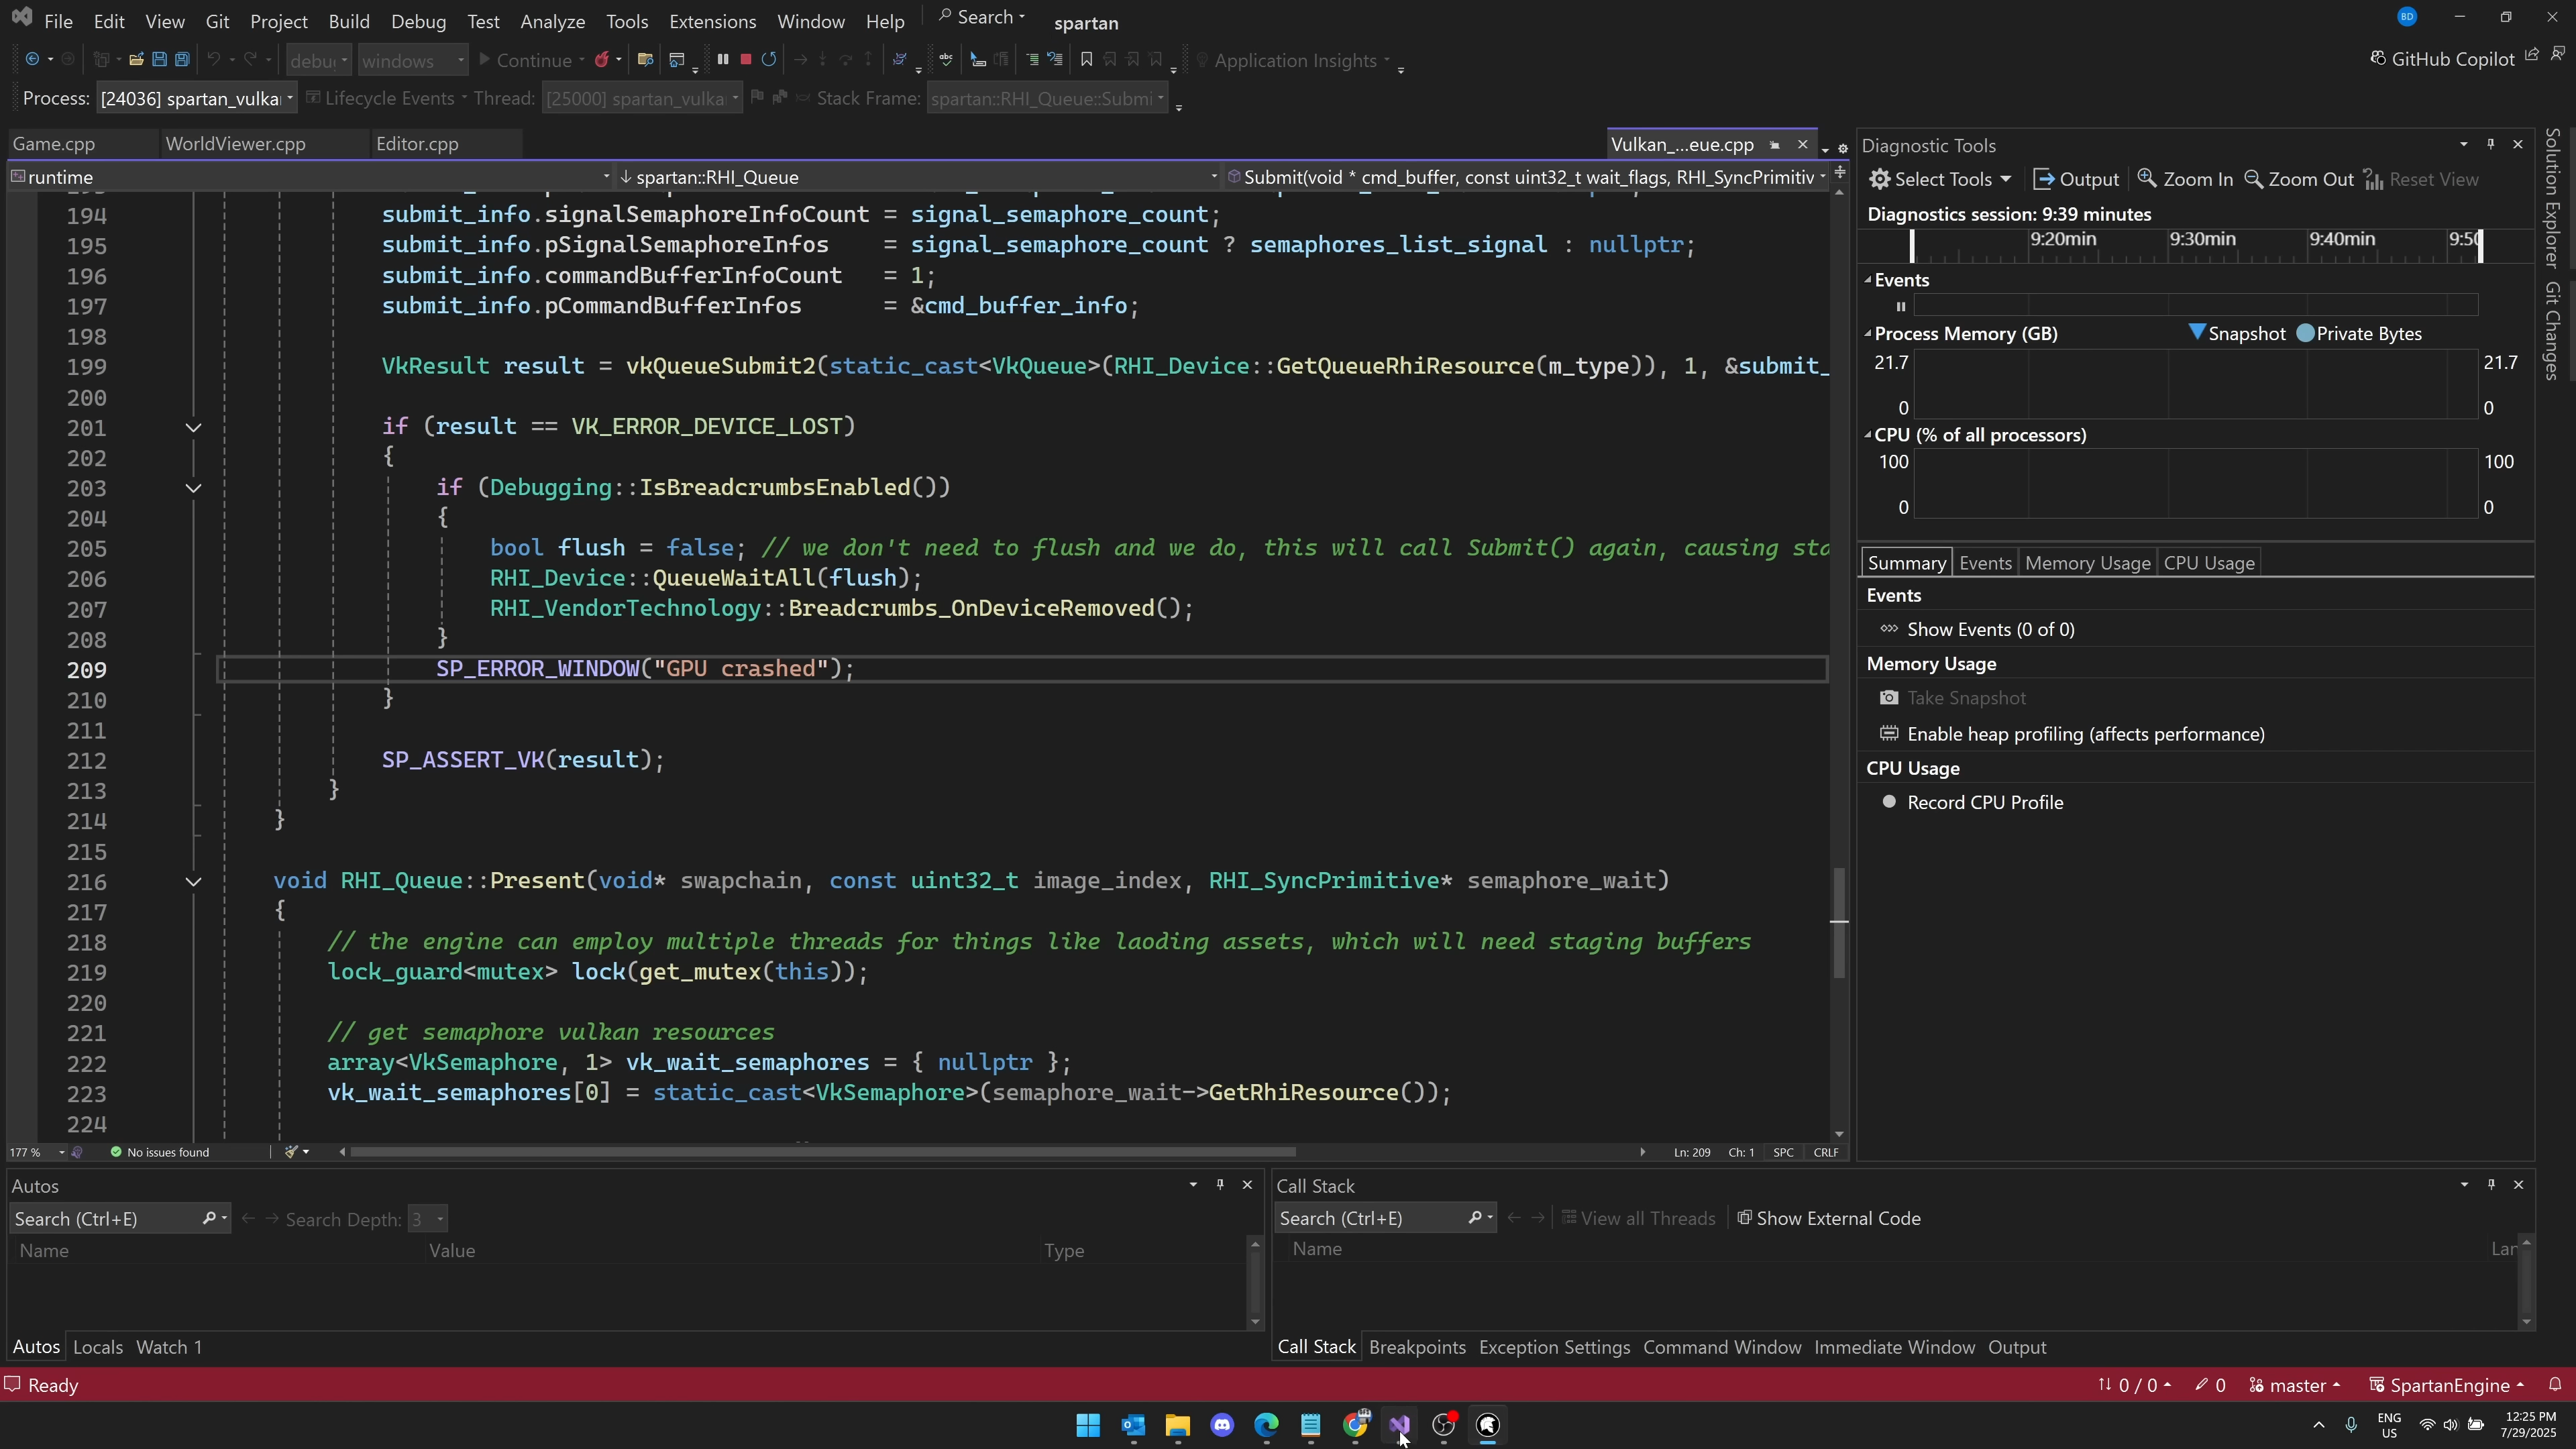 File Edit View Git Project Build Debug Test Analyze Tools Extensions Window Help Search spartan BD
windows Continue Application Insights GitHub Copilot
Process: [24036] spartan_vulka Lifecycle Events Thread: [25000] spartan_vulka Stack Frame: spartan::RHI_Queue::Submi
Game.cpp WorldViewer.cpp Editor.cpp Vulkan_...eue.cpp
runtime spartan::RHI_Queue Submit(void * cmd_buffer, const uint32_t wait_flags, RHI_SyncPrimitiv
194 submit_info.signalSemaphoreInfoCount = signal_semaphore_count;
195 submit_info.pSignalSemaphoreInfos = signal_semaphore_count ? semaphores_list_signal : nullptr;
196 submit_info.commandBufferInfoCount = 1;
197 submit_info.pCommandBufferInfos = &cmd_buffer_info;
198
199 VkResult result = vkQueueSubmit2(static_cast<VkQueue>(RHI_Device::GetQueueRhiResource(m_type)), 1, &submit_
200
201 if (result == VK_ERROR_DEVICE_LOST)
202 {
203 if (Debugging::IsBreadcrumbsEnabled())
204 {
205 bool flush = false; // we don't need to flush and we do, this will call Submit() again, causing sta
206 RHI_Device::QueueWaitAll(flush);
207 RHI_VendorTechnology::Breadcrumbs_OnDeviceRemoved();
208 }
209 SP_ERROR_WINDOW("GPU crashed");
210 }
211
212 SP_ASSERT_VK(result);
213 }
214 }
215
216 void RHI_Queue::Present(void* swapchain, const uint32_t image_index, RHI_SyncPrimitive* semaphore_wait)
217 {
218 // the engine can employ multiple threads for things like laoding assets, which will need staging buffers
219 lock_guard<mutex> lock(get_mutex(this));
220
221 // get semaphore vulkan resources
222 array<VkSemaphore, 1> vk_wait_semaphores = { nullptr };
223 vk_wait_semaphores[0] = static_cast<VkSemaphore>(semaphore_wait->GetRhiResource());
224
177 % No issues found Ln: 209 Ch: 1 SPC CRLF
Diagnostic Tools
Select Tools Output Zoom In Zoom Out Reset View
Diagnostics session: 9:39 minutes
9:20min 9:30min 9:40min 9:50
Events
Process Memory (GB) Snapshot Private Bytes
21.7 21.7
0 0
CPU (% of all processors)
100 100
0 0
Summary Events Memory Usage CPU Usage
Events
Show Events (0 of 0)
Memory Usage
Take Snapshot
Enable heap profiling (affects performance)
CPU Usage
Record CPU Profile
Solution Explorer
Git Changes
Autos
Search (Ctrl+E) Search Depth: 3
Name Value Type
Autos Locals Watch 1
Call Stack
Search (Ctrl+E) View all Threads Show External Code
Name Lan
Call Stack Breakpoints Exception Settings Command Window Immediate Window Output
Ready 0 / 0 0 master SpartanEngine
ENG
US
12:25 PM
7/29/2025